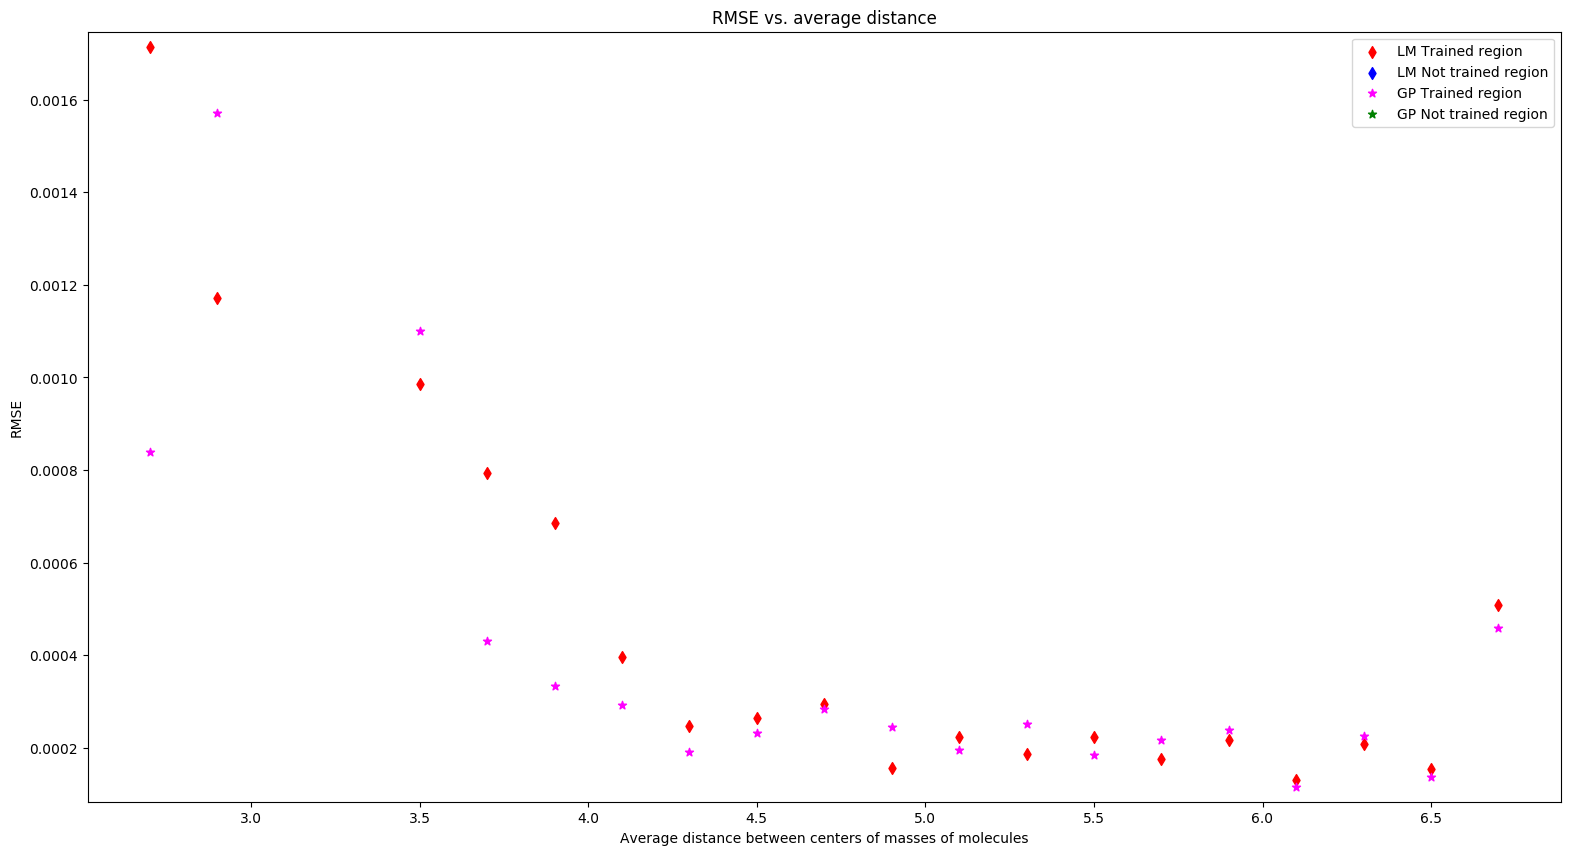 RMSE vs. average distance
LM Trained region
LM Not trained region
GP Trained region
GP Not trained region
0.0016
0.0014
0.0012
0.0010
0.0008
0.0006
0.0004
0.0002
RMSE
3.0 3.5 4.0 4.5 5.0 5.5 6.0 6.5
Average distance between centers of masses of molecules